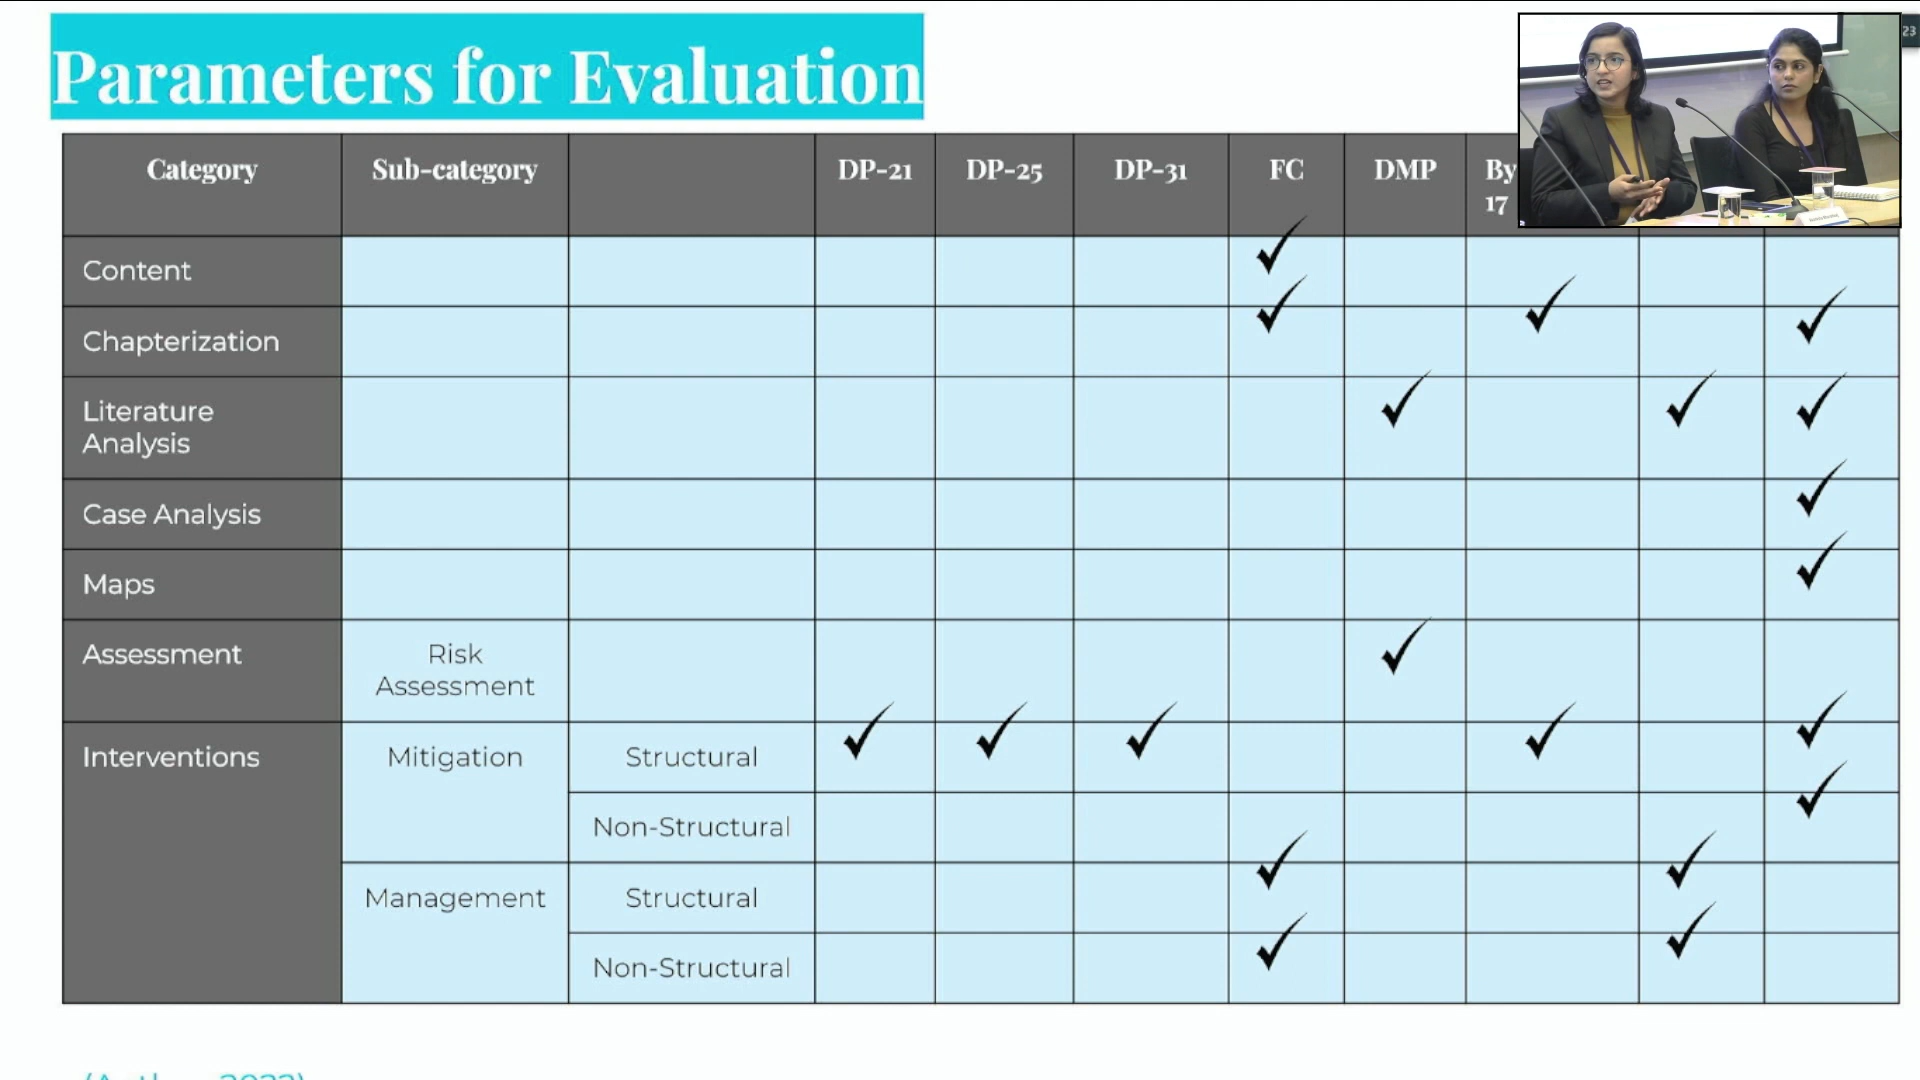 Parameters for Evaluation
23
Category Sub-category DP-21 DP-25 DP-31 FC DMP By
17
Content
Chapterization
Literature
Analysis
Case Analysis
Maps
Assessment Risk
Assessment
Interventions Mitigation Structural
Non-Structural
Management Structural
Non-Structural